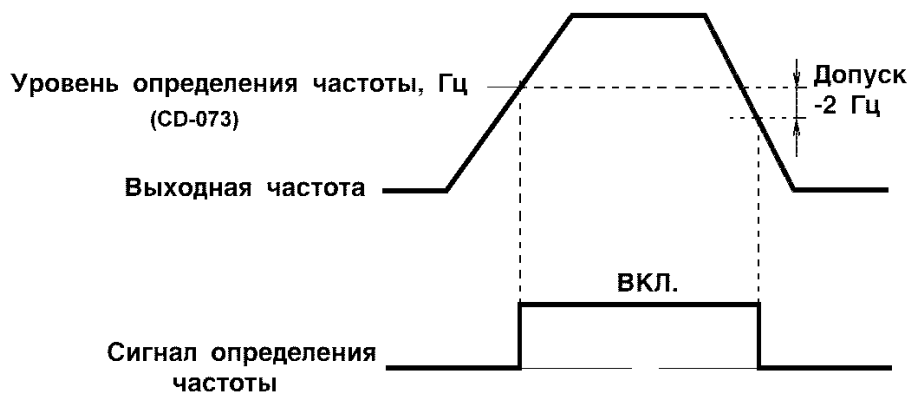 Уровень определения частоты, Гц
(CD-073)
Допуск
-2 Гц
Выходная частота
ВКЛ.
Сигнал определения
частоты